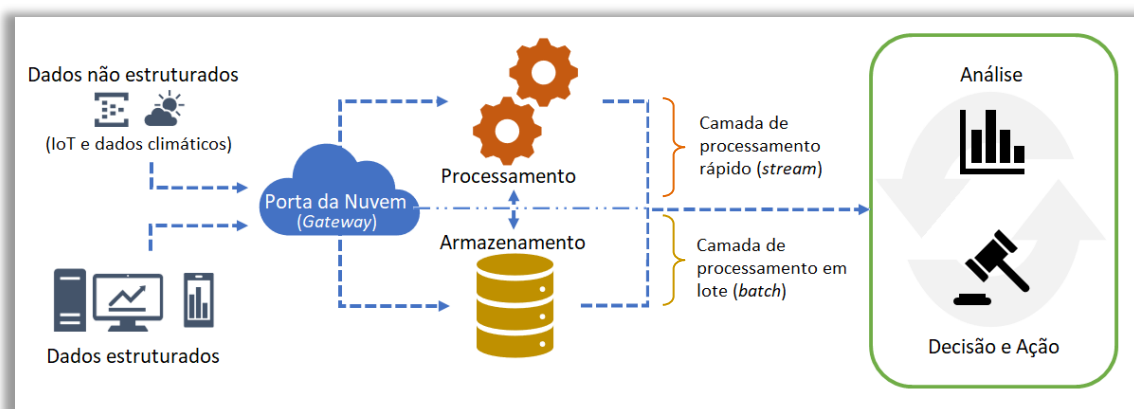 Dados não estruturados
(IoT e dados climáticos)
Dados estruturados
Porta da Nuvem
(Gateway)
Processamento
Armazenamento
Camada de
processamento
rápido (stream)
Camada de
processamento em
lote (batch)
Análise
Decisão e Ação